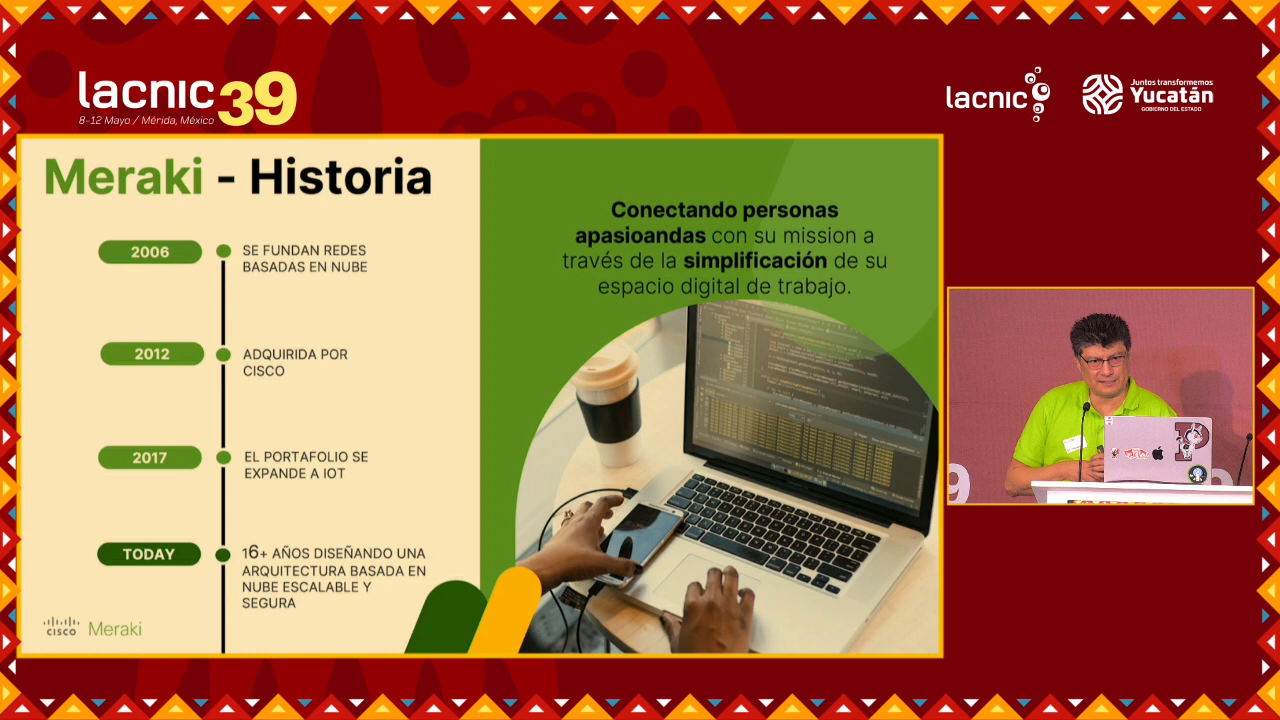 lacnic 39
8-12 Mayo / Mérida, México
lacnic
Juntos transformemos
Yucatán
GOBIERNO DEL ESTADO
Meraki - Historia
2006
SE FUNDAN REDES
BASADAS EN NUBE
2012
ADQUIRIDA POR
CISCO
2017
EL PORTAFOLIO SE
EXPANDE A IOT
TODAY
16+ AÑOS DISEÑANDO UNA
ARQUITECTURA BASADA EN
NUBE ESCALABLE Y
SEGURA
CISCO Meraki
Conectando personas
apasioandas con su mission a
través de la simplificación de su
espacio digital de trabajo.
9
P